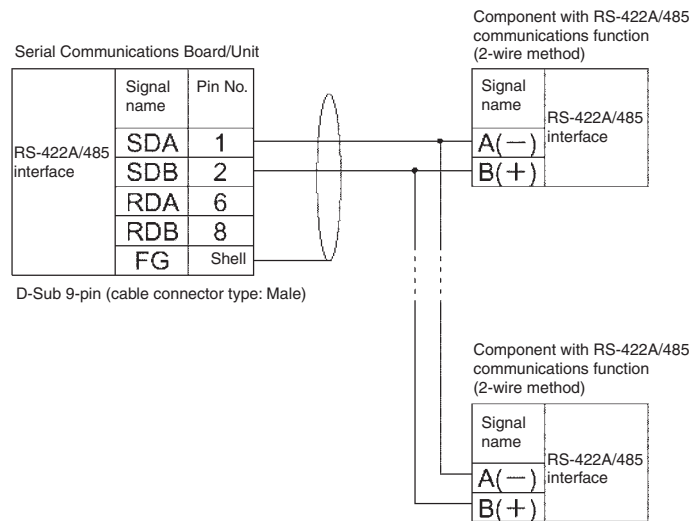 Component with RS-422A/485
communications function
(2-wire method)
Serial Communications Board/Unit
Signal
name
Pin No.
RS-422A/485
interface
SDA 1
SDB 2
RDA 6
RDB 8
FG Shell
D-Sub 9-pin (cable connector type: Male)
Signal
name
RS-422A/485
interface
A(−)
B(+)
Component with RS-422A/485
communications function
(2-wire method)
Signal
name
RS-422A/485
interface
A(−)
B(+)